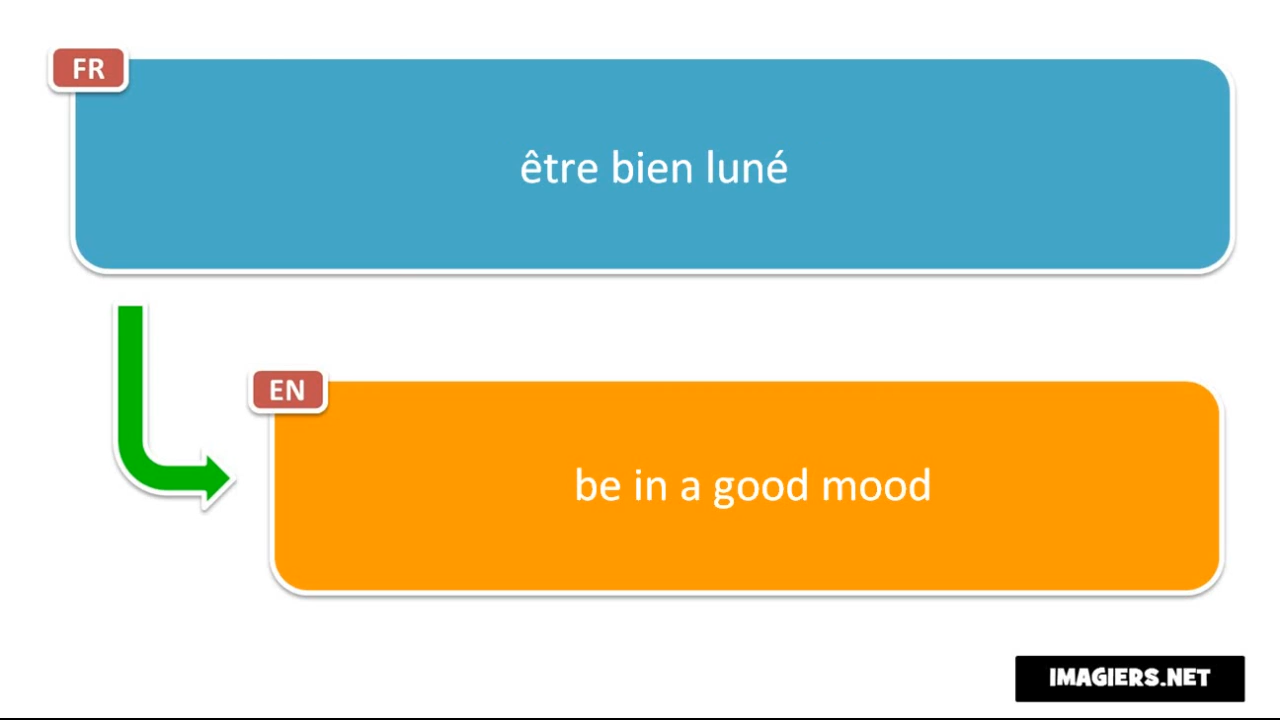 FR
être bien luné
EN
be in a good mood
IMAGIERS.NET